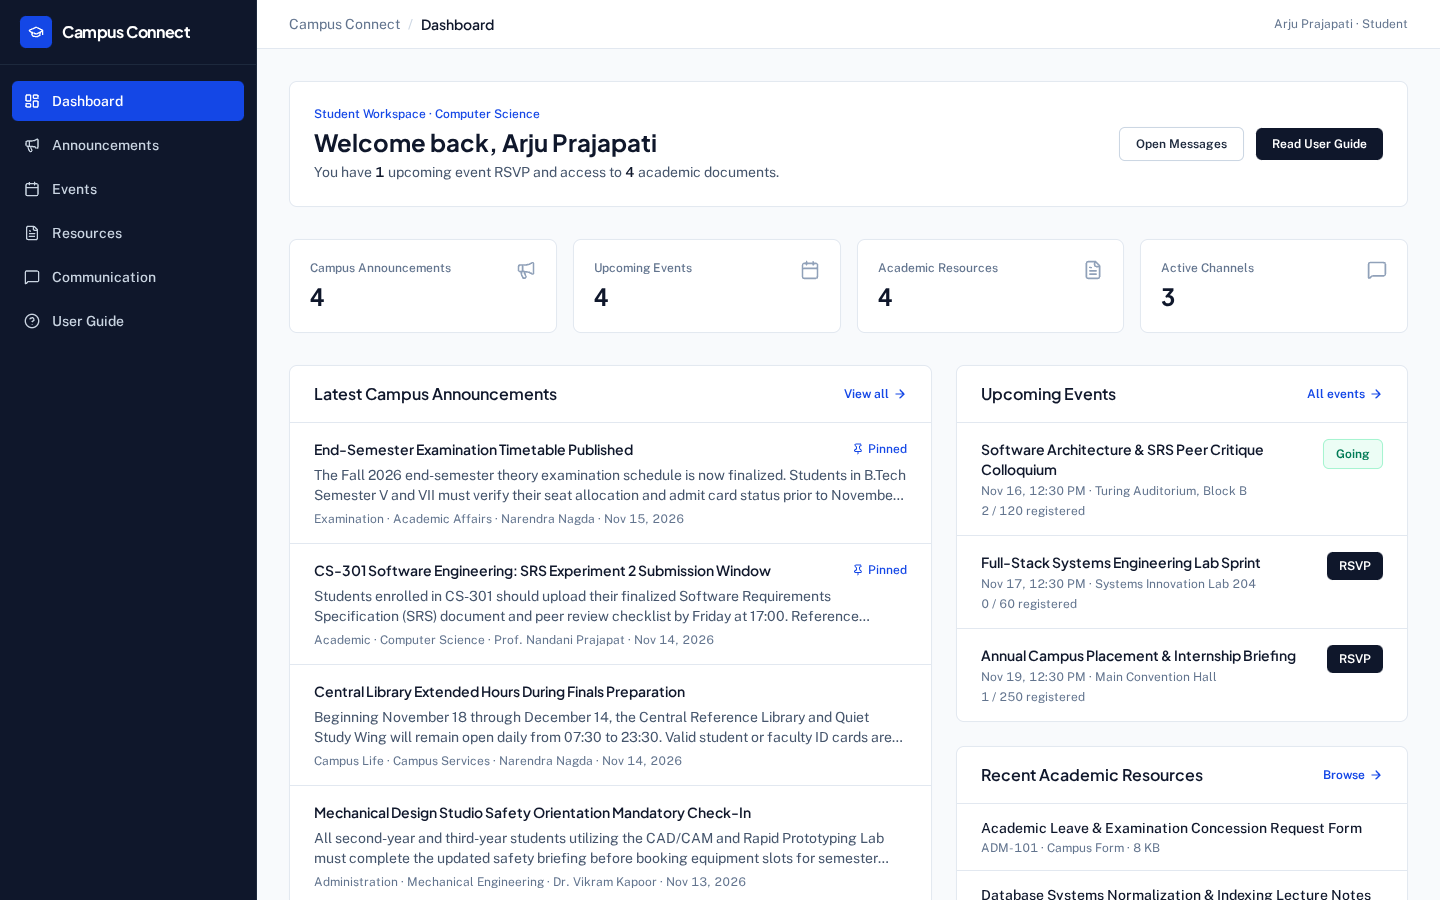 Campus Connect
Dashboard
Announcements
Events
Resources
Communication
User Guide
Campus Connect / Dashboard
Arju Prajapati · Student
Student Workspace · Computer Science
Welcome back, Arju Prajapati
You have 1 upcoming event RSVP and access to 4 academic documents.
Open Messages
Read User Guide
Campus Announcements
4
Upcoming Events
4
Academic Resources
4
Active Channels
3
Latest Campus Announcements
View all →
End-Semester Examination Timetable Published
Pinned
The Fall 2026 end-semester theory examination schedule is now finalized. Students in B.Tech
Semester V and VII must verify their seat allocation and admit card status prior to Novembe...
Examination · Academic Affairs · Narendra Nagda · Nov 15, 2026
CS-301 Software Engineering: SRS Experiment 2 Submission Window
Pinned
Students enrolled in CS-301 should upload their finalized Software Requirements
Specification (SRS) document and peer review checklist by Friday at 17:00. Reference...
Academic · Computer Science · Prof. Nandani Prajapat · Nov 14, 2026
Central Library Extended Hours During Finals Preparation
Beginning November 18 through December 14, the Central Reference Library and Quiet
Study Wing will remain open daily from 07:30 to 23:30. Valid student or faculty ID cards are...
Campus Life · Campus Services · Narendra Nagda · Nov 14, 2026
Mechanical Design Studio Safety Orientation Mandatory Check-In
All second-year and third-year students utilizing the CAD/CAM and Rapid Prototyping Lab
must complete the updated safety briefing before booking equipment slots for semester...
Administration · Mechanical Engineering · Dr. Vikram Kapoor · Nov 13, 2026
Upcoming Events
All events →
Software Architecture & SRS Peer Critique
Colloquium
Going
Nov 16, 12:30 PM · Turing Auditorium, Block B
2 / 120 registered
Full-Stack Systems Engineering Lab Sprint
RSVP
Nov 17, 12:30 PM · Systems Innovation Lab 204
0 / 60 registered
Annual Campus Placement & Internship Briefing
RSVP
Nov 19, 12:30 PM · Main Convention Hall
1 / 250 registered
Recent Academic Resources
Browse →
Academic Leave & Examination Concession Request Form
ADM-101 · Campus Form · 8 KB
Database Systems Normalization & Indexing Lecture Notes